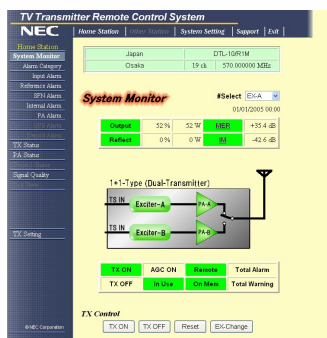 TV Transmitter Remote Control System
NEC
Home Station | Other Station | System Setting | Support | Exit |
Home Station
System Monitor
Alarm Category
Input Alarm
Reference Alarm
SFN Alarm
Internal Alarm
PA Alarm
TX Status
PA Status
Signal Quality
TX Setting
© NEC Corporation
Japan DTL-10/R1M
Osaka 19 ch 570.000000 MHz
System Monitor
#Select EX-A
01/01/2005 00:00
Output 52 % 52 W MER +35.4 dB
Reflect 0 % 0 W IM -42.6 dB
1+1-Type (Dual-Transmitter)
TS IN Exciter-A PA-A
TS IN Exciter-B PA-B
TX ON AGC ON Remote Total Alarm
TX OFF In Use On Mem Total Warning
TX Control
TX ON TX OFF Reset EX-Change